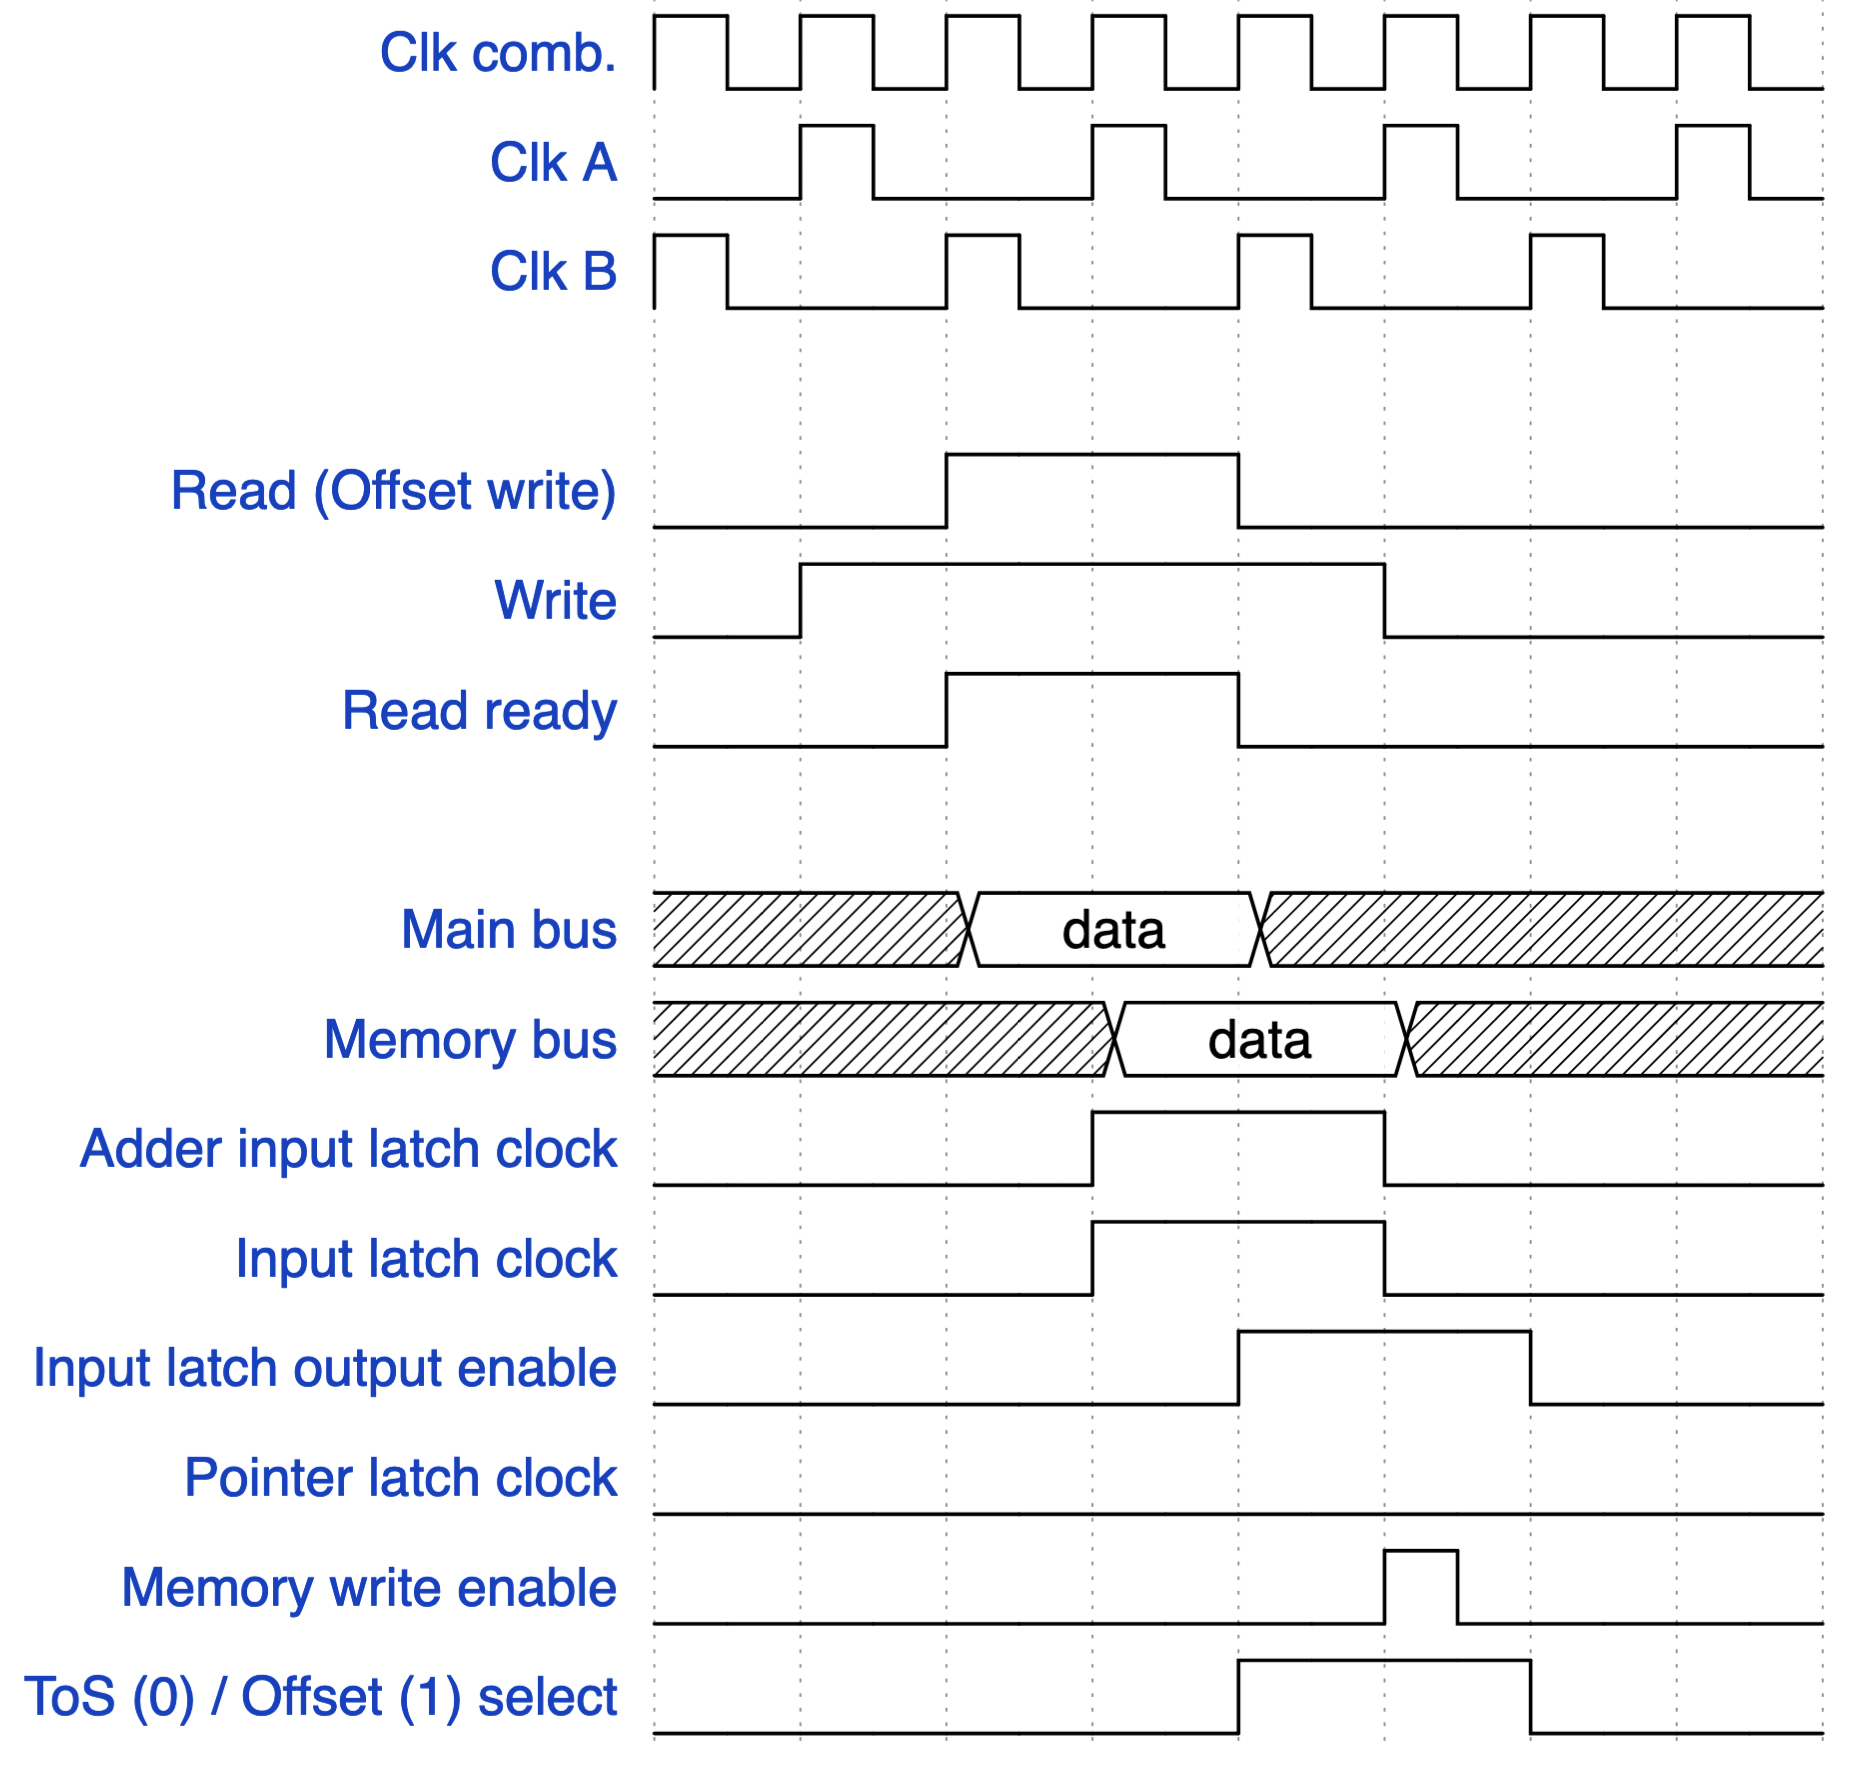 Clk comb.
Clk A
Clk B
Read (Offset write)
Write
Read ready
Main bus data
Memory bus data
Adder input latch clock
Input latch clock
Input latch output enable
Pointer latch clock
Memory write enable
ToS (0) / Offset (1) select